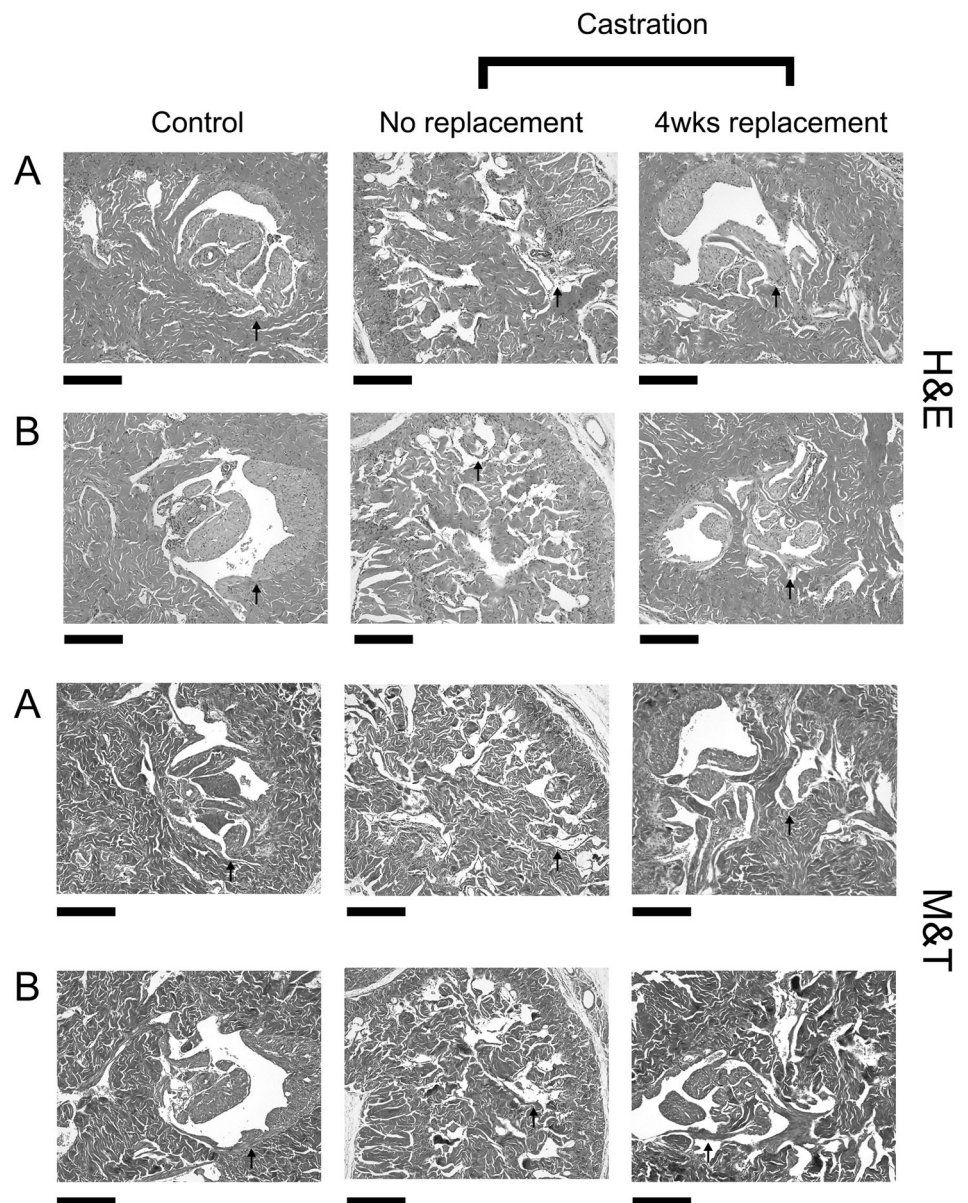 Castration
Control No replacement 4wks replacement
A
H&E
B
A
M&T
B